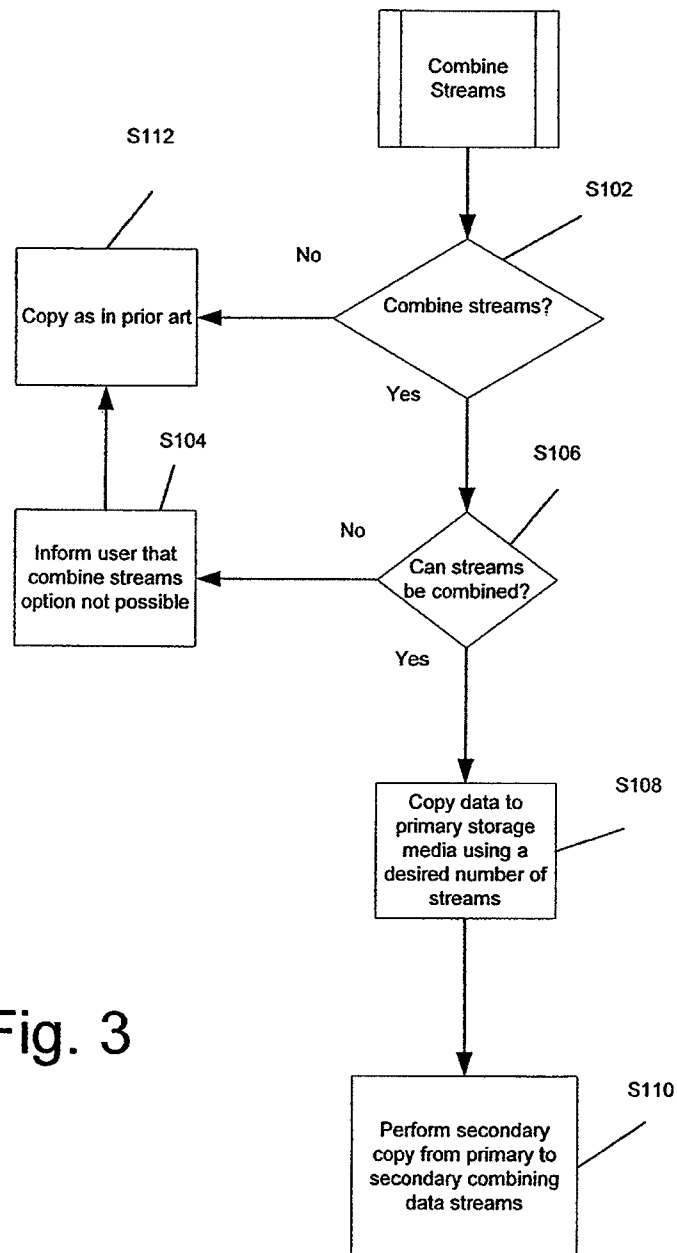 Combine
Streams
S112
S102
No
Combine streams?
Copy as in prior art
Yes
S104
S106
No
Inform user that
combine streams
option not possible
Can streams
be combined?
Yes
S108
Copy data to
primary storage
media using a
desired number of
streams
Fig. 3
S110
Perform secondary
copy from primary to
secondary combining
data streams